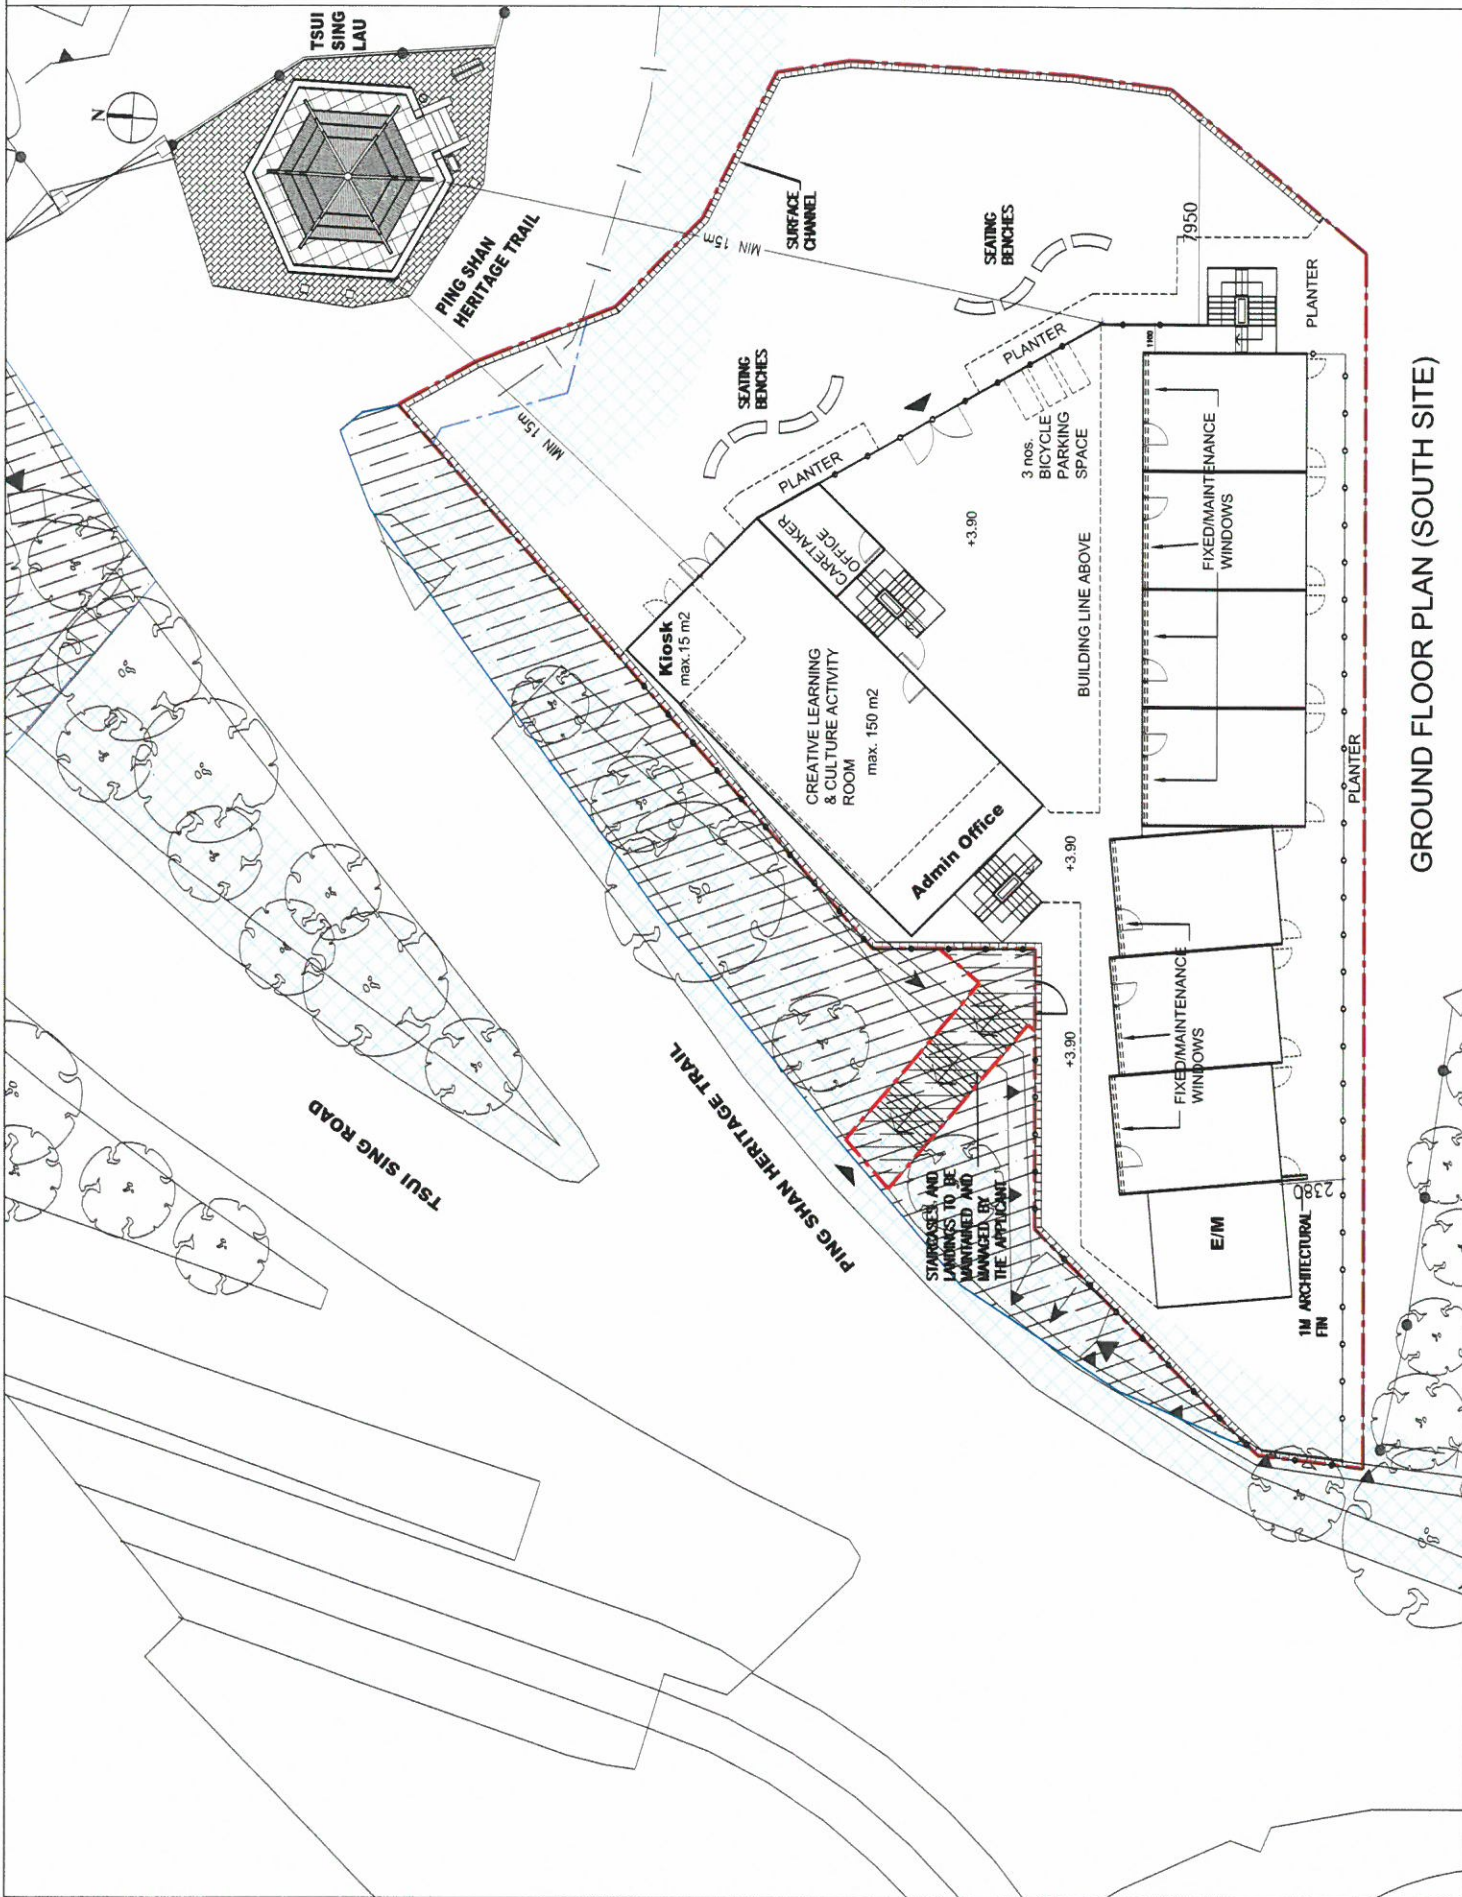 TSUI
SING
LAU
N
PING SHAN
HERITAGE TRAIL
MIN 15m
MIN 15m
SURFACE
CHANNEL
SEATING
BENCHES
SEATING
BENCHES
7950
PLANTER
PLANTER
PLANTER
1100
3 nos.
BICYCLE
PARKING
SPACE
CARETAKER
OFFICE
+3.90
Kiosk
max.15 m2
CREATIVE LEARNING
& CULTURE ACTIVITY
ROOM
max. 150 m2
BUILDING LINE ABOVE
FIXED/MAINTENANCE
WINDOWS
Admin Office
+3.90
PLANTER
TSUI SING ROAD
PING SHAN HERITAGE TRAIL
+3.90
FIXED/MAINTENANCE
WINDOWS
STAIRCASES AND
LANDINGS TO BE
MAINTAINED AND
MANAGED BY
THE APPLICANT
E/M
2380
1M ARCHITECTURAL
FIN
GROUND FLOOR PLAN (SOUTH SITE)